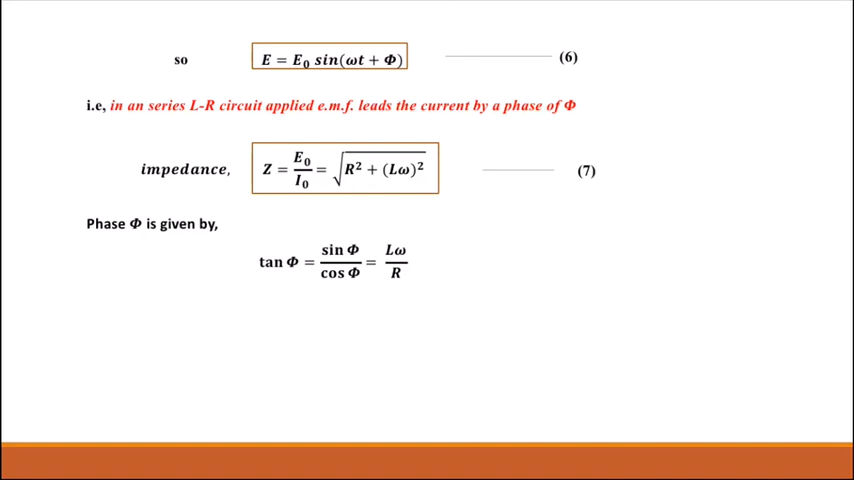 so E = E₀ sin(ωt + Φ) (6)
i.e, in an series L-R circuit applied e.m.f. leads the current by a phase of Φ
impedance, Z = E₀/I₀ = √(R² + (Lω)²) (7)
Phase Φ is given by,
tan Φ = sin Φ/cos Φ = Lω/R